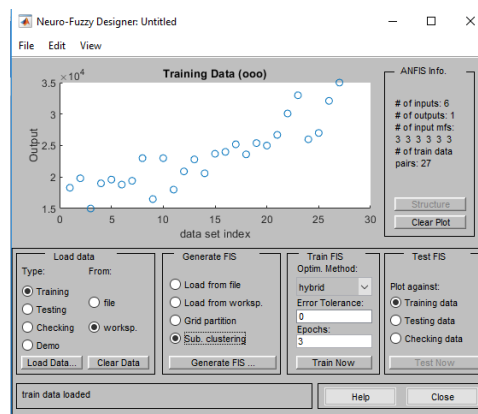 Neuro-Fuzzy Designer: Untitled
File Edit View
Training Data (ooo)
×10^4
3.5
3
2.5
2
1.5
Output
0 5 10 15 20 25 30
data set index
ANFIS Info.
# of inputs: 6
# of outputs: 1
# of input mfs:
3 3 3 3 3 3
# of train data
pairs: 27
Structure
Clear Plot
Load data
Type: From:
Training
Testing
Checking
Demo
file
worksp.
Load Data... Clear Data
Generate FIS
Load from file
Load from worksp.
Grid partition
Sub. clustering
Generate FIS ...
Train FIS
Optim. Method:
hybrid
Error Tolerance:
0
Epochs:
3
Train Now
Test FIS
Plot against:
Training data
Testing data
Checking data
Test Now
train data loaded
Help Close